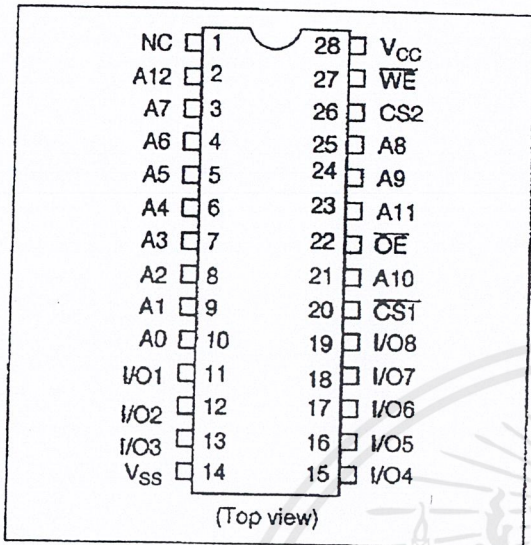 NC 1 28 VCC
A12 2 27 WE
A7 3 26 CS2
A6 4 25 A8
A5 5 24 A9
A4 6 23 A11
A3 7 22 OE
A2 8 21 A10
A1 9 20 CS1
A0 10 19 I/O8
I/O1 11 18 I/O7
I/O2 12 17 I/O6
I/O3 13 16 I/O5
VSS 14 15 I/O4
(Top view)